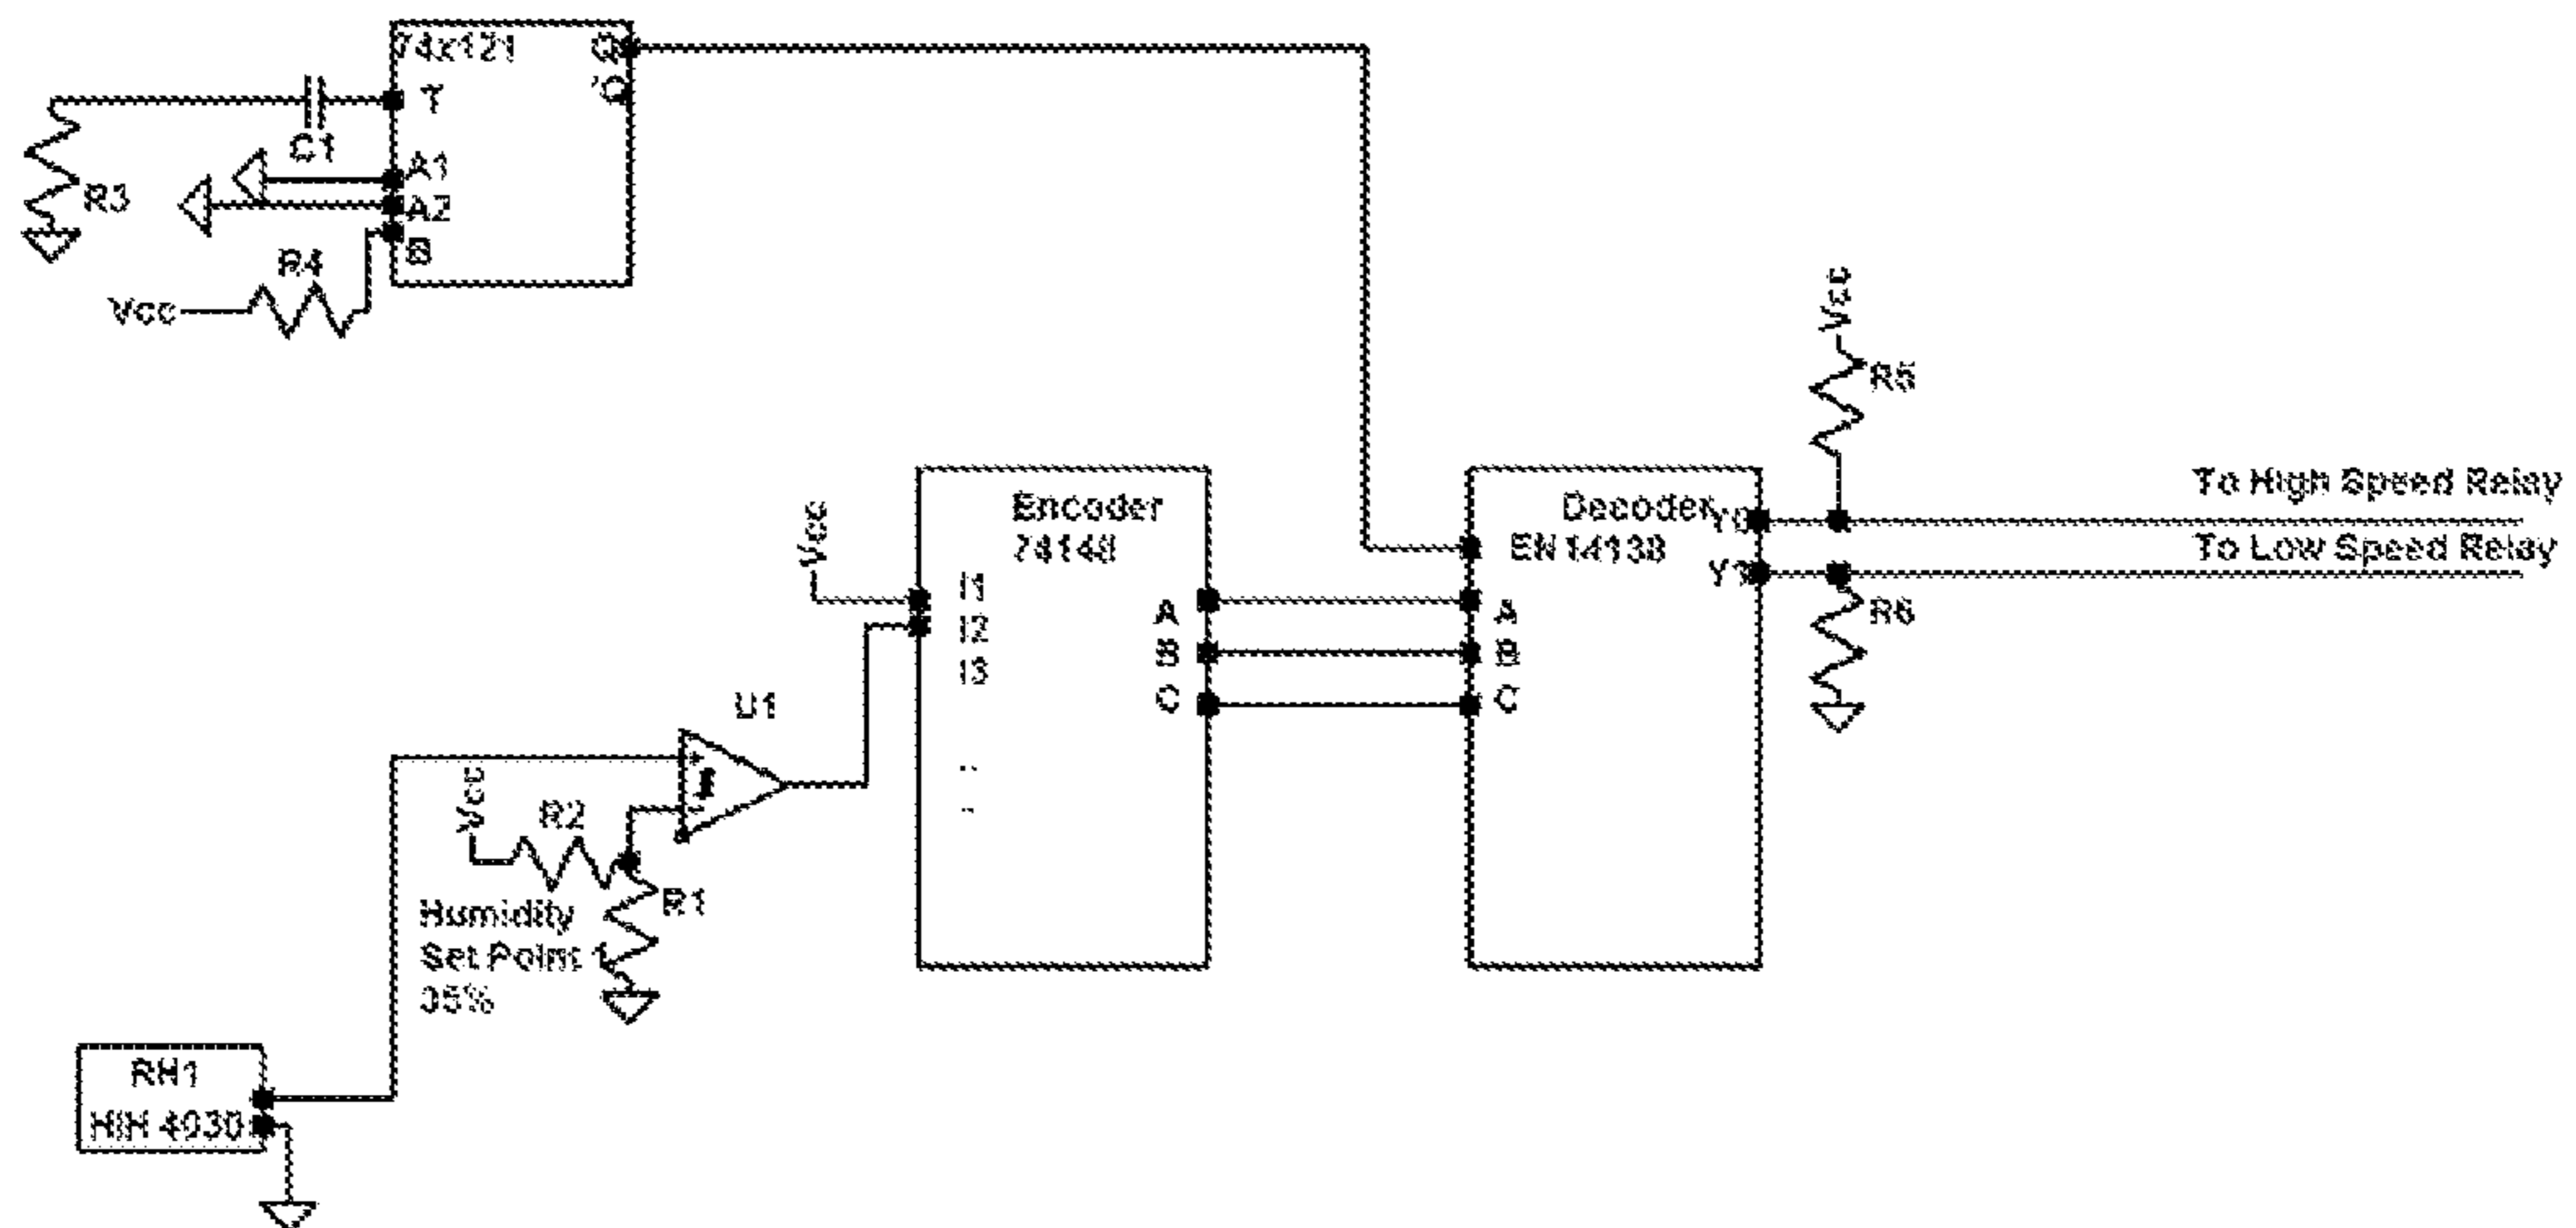 74x121
Q
'Q
T
C1
A1
R3
A2
B
R4
Vcc
Vcc
R5
To High Speed Relay
Encoder
74148
Decoder
Y0
EN 14138
To Low Speed Relay
Vcc
I1
A
A
R6
I2
B
B
I3
C
C
U1
+
-
Vcc
R2
R1
Humidity
Set Point 1
35%
RH1
HIH 4030